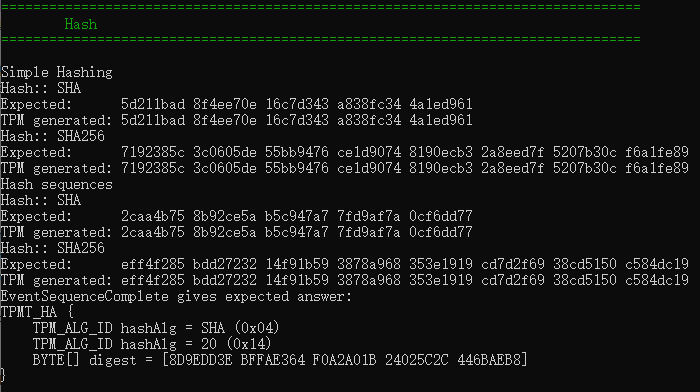 ================================================================================
        Hash
================================================================================
Simple Hashing
Hash:: SHA
Expected:      5d211bad 8f4ee70e 16c7d343 a838fc34 4a1ed961
TPM generated: 5d211bad 8f4ee70e 16c7d343 a838fc34 4a1ed961
Hash:: SHA256
Expected:      7192385c 3c0605de 55bb9476 ce1d9074 8190ecb3 2a8eed7f 5207b30c f6a1fe89
TPM generated: 7192385c 3c0605de 55bb9476 ce1d9074 8190ecb3 2a8eed7f 5207b30c f6a1fe89
Hash sequences
Hash:: SHA
Expected:      2caa4b75 8b92ce5a b5c947a7 7fd9af7a 0cf6dd77
TPM generated: 2caa4b75 8b92ce5a b5c947a7 7fd9af7a 0cf6dd77
Hash:: SHA256
Expected:      eff4f285 bdd27232 14f91b59 3878a968 353e1919 cd7d2f69 38cd5150 c584dc19
TPM generated: eff4f285 bdd27232 14f91b59 3878a968 353e1919 cd7d2f69 38cd5150 c584dc19
EventSequenceComplete gives expected answer:
TPMT_HA {
    TPM_ALG_ID hashAlg = SHA (0x04)
    TPM_ALG_ID hashAlg = 20 (0x14)
    BYTE[] digest = [8D9EDD3E BFFAE364 F0A2A01B 24025C2C 446BAEB8]
}